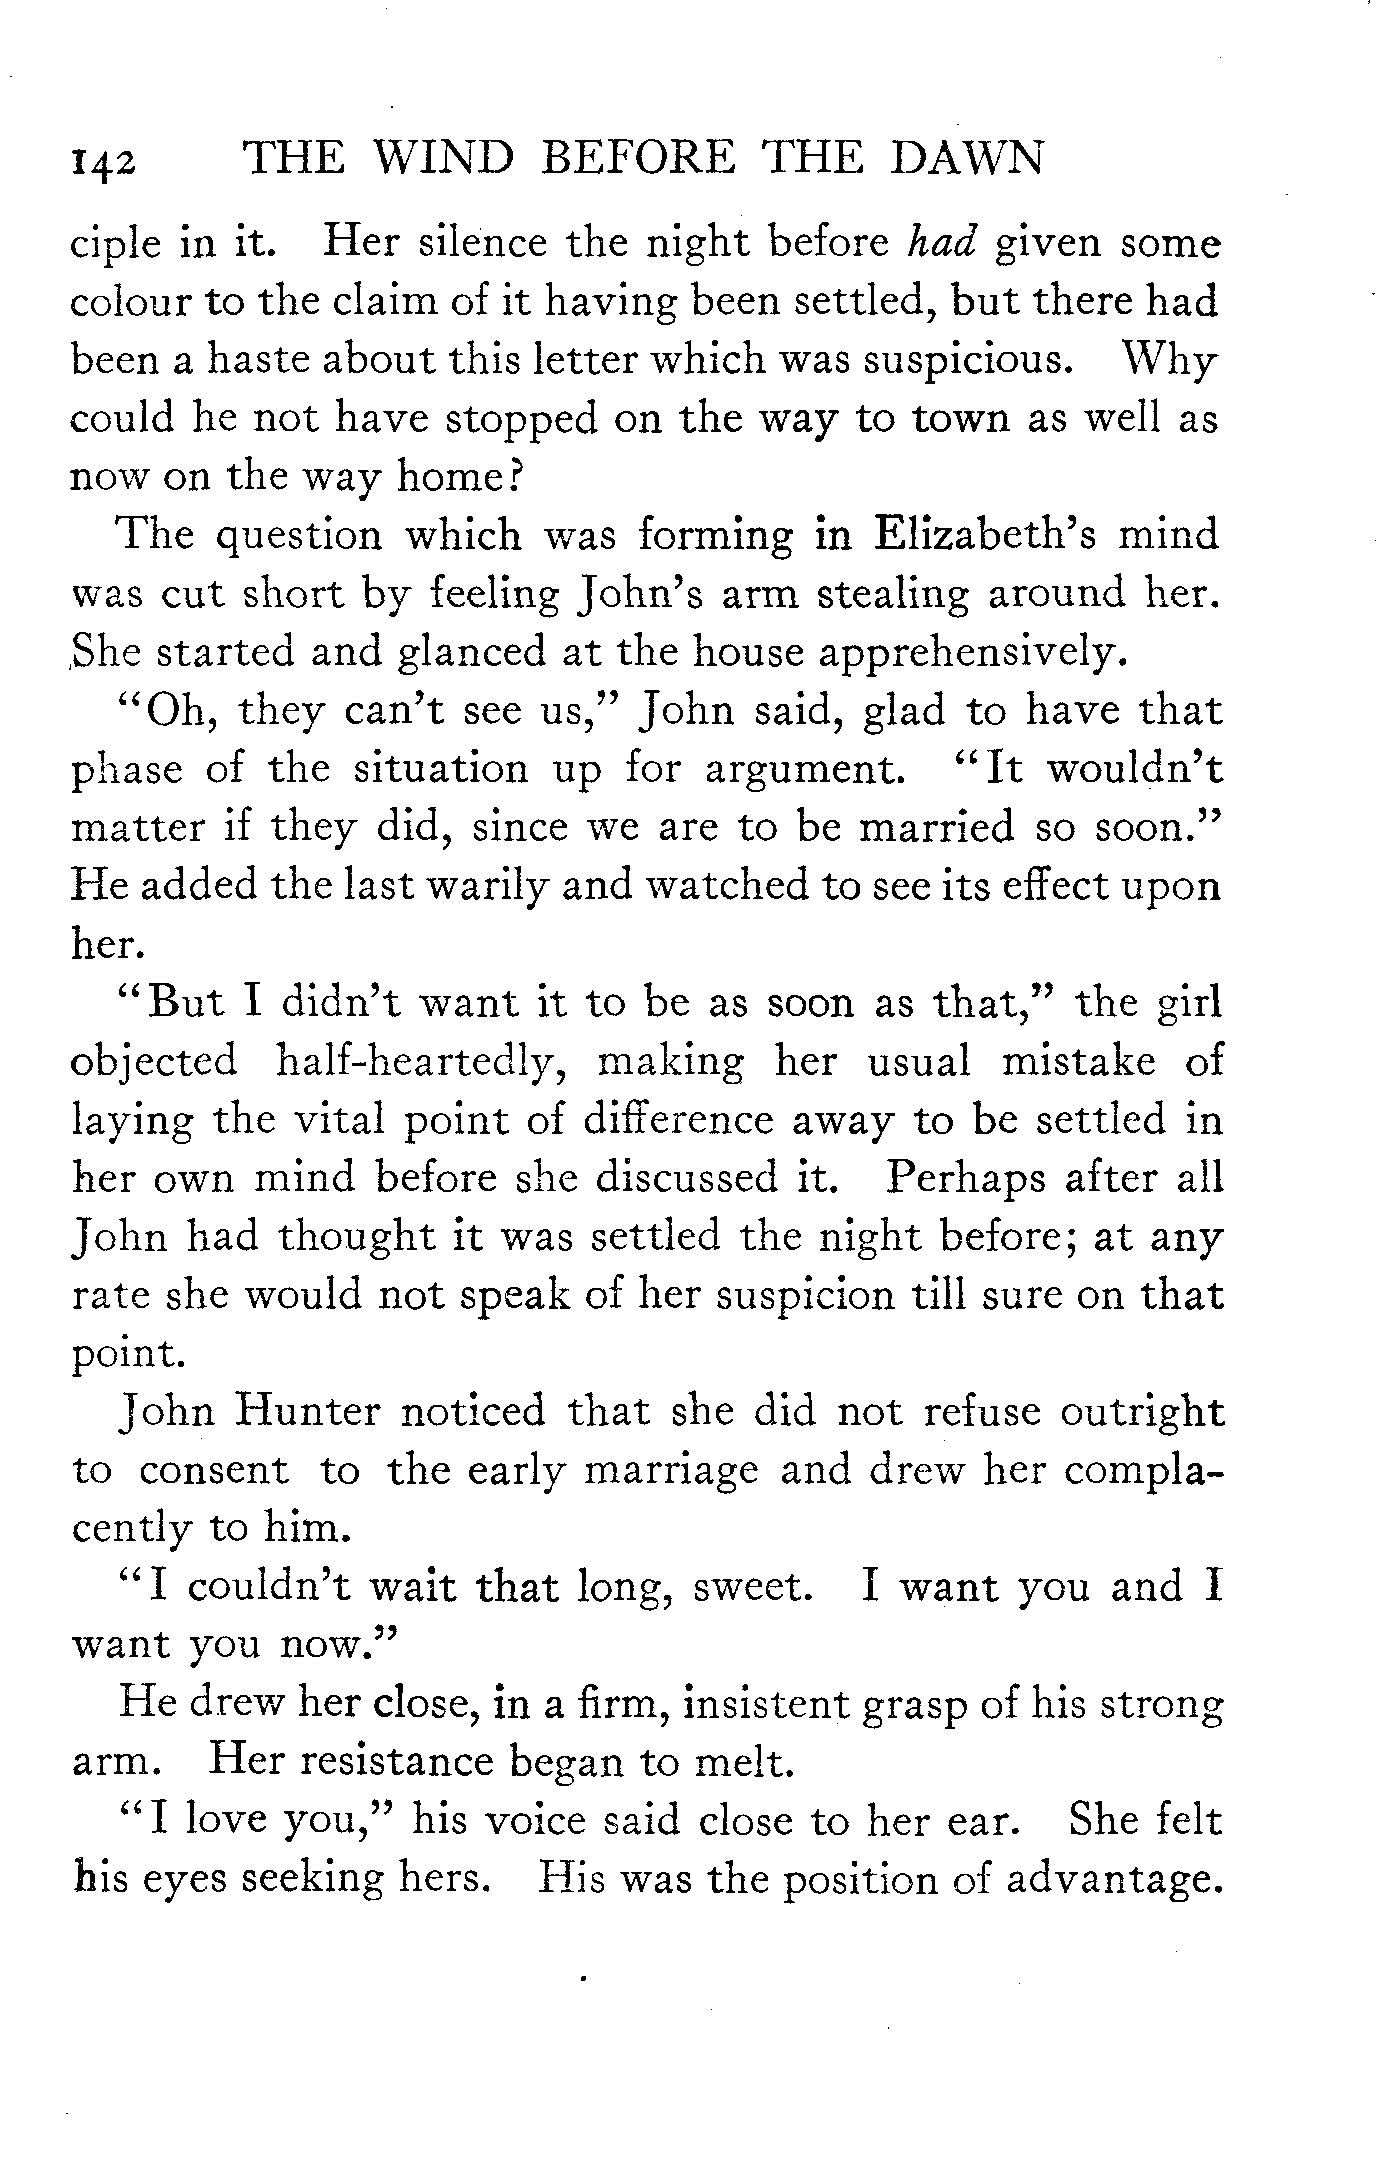 142 THE WIND BEFORE THE DAWN
ciple in it. Her silence the night before had given some
colour to the claim of it having been settled, but there had
been a haste about this letter which was suspicious. Why
could he not have stopped on the way to town as well as
now on the way home?
The question which was forming in Elizabeth's mind
was cut short by feeling John's arm stealing around her.
She started and glanced at the house apprehensively.
"Oh, they can't see us," John said, glad to have that
phase of the situation up for argument. "It wouldn't
matter if they did, since we are to be married so soon."
He added the last warily and watched to see its effect upon
her.
"But I didn't want it to be as soon as that," the girl
objected half-heartedly, making her usual mistake of
laying the vital point of difference away to be settled in
her own mind before she discussed it. Perhaps after all
John had thought it was settled the night before; at any
rate she would not speak of her suspicion till sure on that
point.
John Hunter noticed that she did not refuse outright
to consent to the early marriage and drew her compla-
cently to him.
"I couldn't wait that long, sweet. I want you and I
want you now."
He drew her close, in a firm, insistent grasp of his strong
arm. Her resistance began to melt.
"I love you," his voice said close to her ear. She felt
his eyes seeking hers. His was the position of advantage.